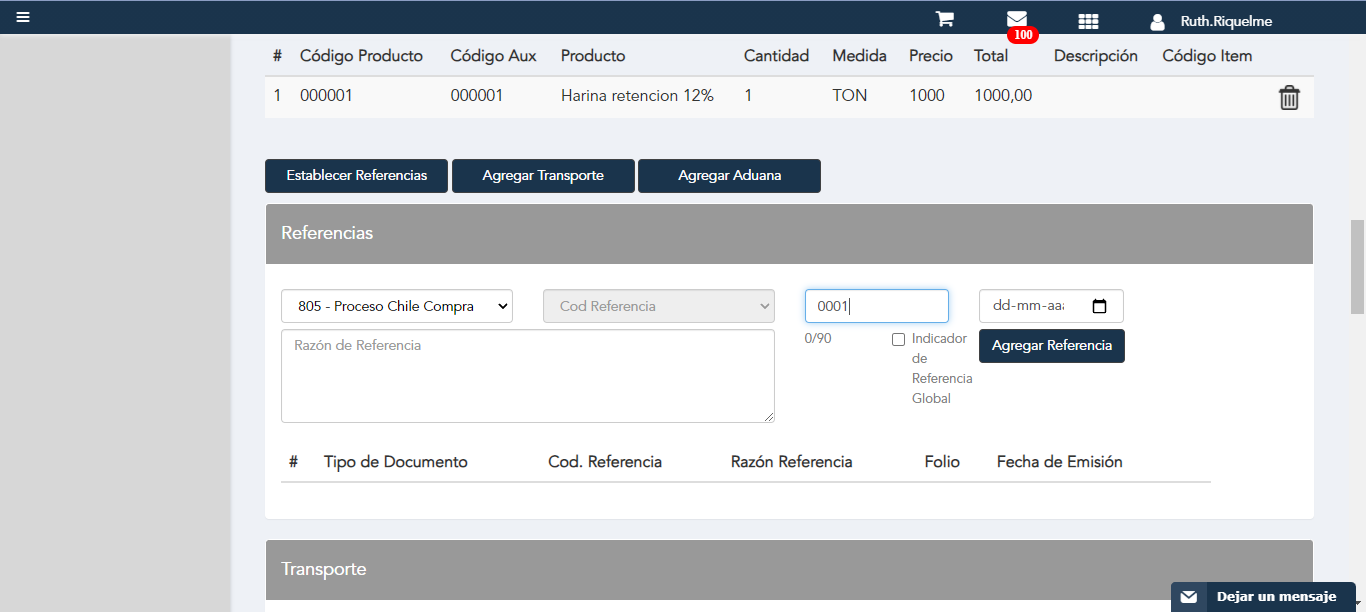 Ruth.Riquelme
100
# Código Producto Código Aux Producto Cantidad Medida Precio Total Descripción Código Item
1 000001 000001 Harina retencion 12% 1 TON 1000 1000,00
Establecer Referencias Agregar Transporte Agregar Aduana
Referencias
805 - Proceso Chile Compra Cod Referencia 0001 dd-mm-aaa
Razón de Referencia
0/90
Indicador
de
Referencia
Global
Agregar Referencia
# Tipo de Documento Cod. Referencia Razón Referencia Folio Fecha de Emisión
Transporte
Dejar un mensaje